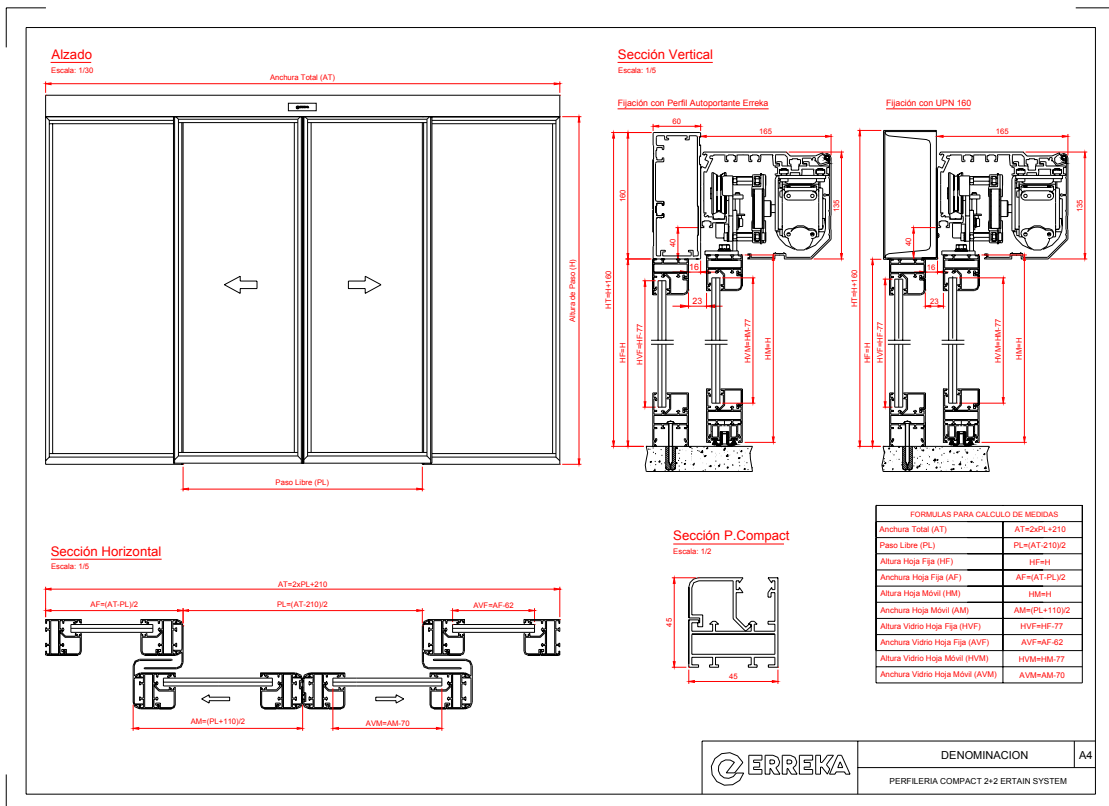 Alzado
Escala: 1/30
Anchura Total (AT)
ERREKA
Altura de Paso (H)
Paso Libre (PL)
Sección Vertical
Escala: 1/5
Fijación con Perfil Autoportante Erreka
60
165
160
135
40
16
23
HT=H+160
HF=H
HVF=HF-77
HVM=HM-77
HM=H
Fijación con UPN 160
165
135
40
16
23
HT=H+160
HF=H
HVF=HF-77
HVM=HM-77
HM=H
Sección Horizontal
Escala: 1/5
AT=2xPL+210
AF=(AT-PL)/2
PL=(AT-210)/2
AVF=AF-62
AM=(PL+110)/2
AVM=AM-70
Sección P.Compact
Escala: 1/2
45
45
FORMULAS PARA CALCULO DE MEDIDAS
Anchura Total (AT) AT=2xPL+210
Paso Libre (PL) PL=(AT-210)/2
Altura Hoja Fija (HF) HF=H
Anchura Hoja Fija (AF) AF=(AT-PL)/2
Altura Hoja Móvil (HM) HM=H
Anchura Hoja Móvil (AM) AM=(PL+110)/2
Altura Vidrio Hoja Fija (HVF) HVF=HF-77
Anchura Vidrio Hoja Fija (AVF) AVF=AF-62
Altura Vidrio Hoja Móvil (HVM) HVM=HM-77
Anchura Vidrio Hoja Móvil (AVM) AVM=AM-70
ERREKA
DENOMINACION
A4
PERFILERIA COMPACT 2+2 ERTAIN SYSTEM